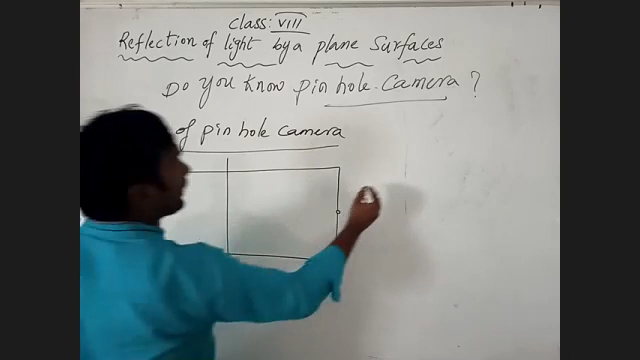 Class: VIII
Reflection of light by a plane Surfaces
Do you know pin hole camera ?
of pin hole camera